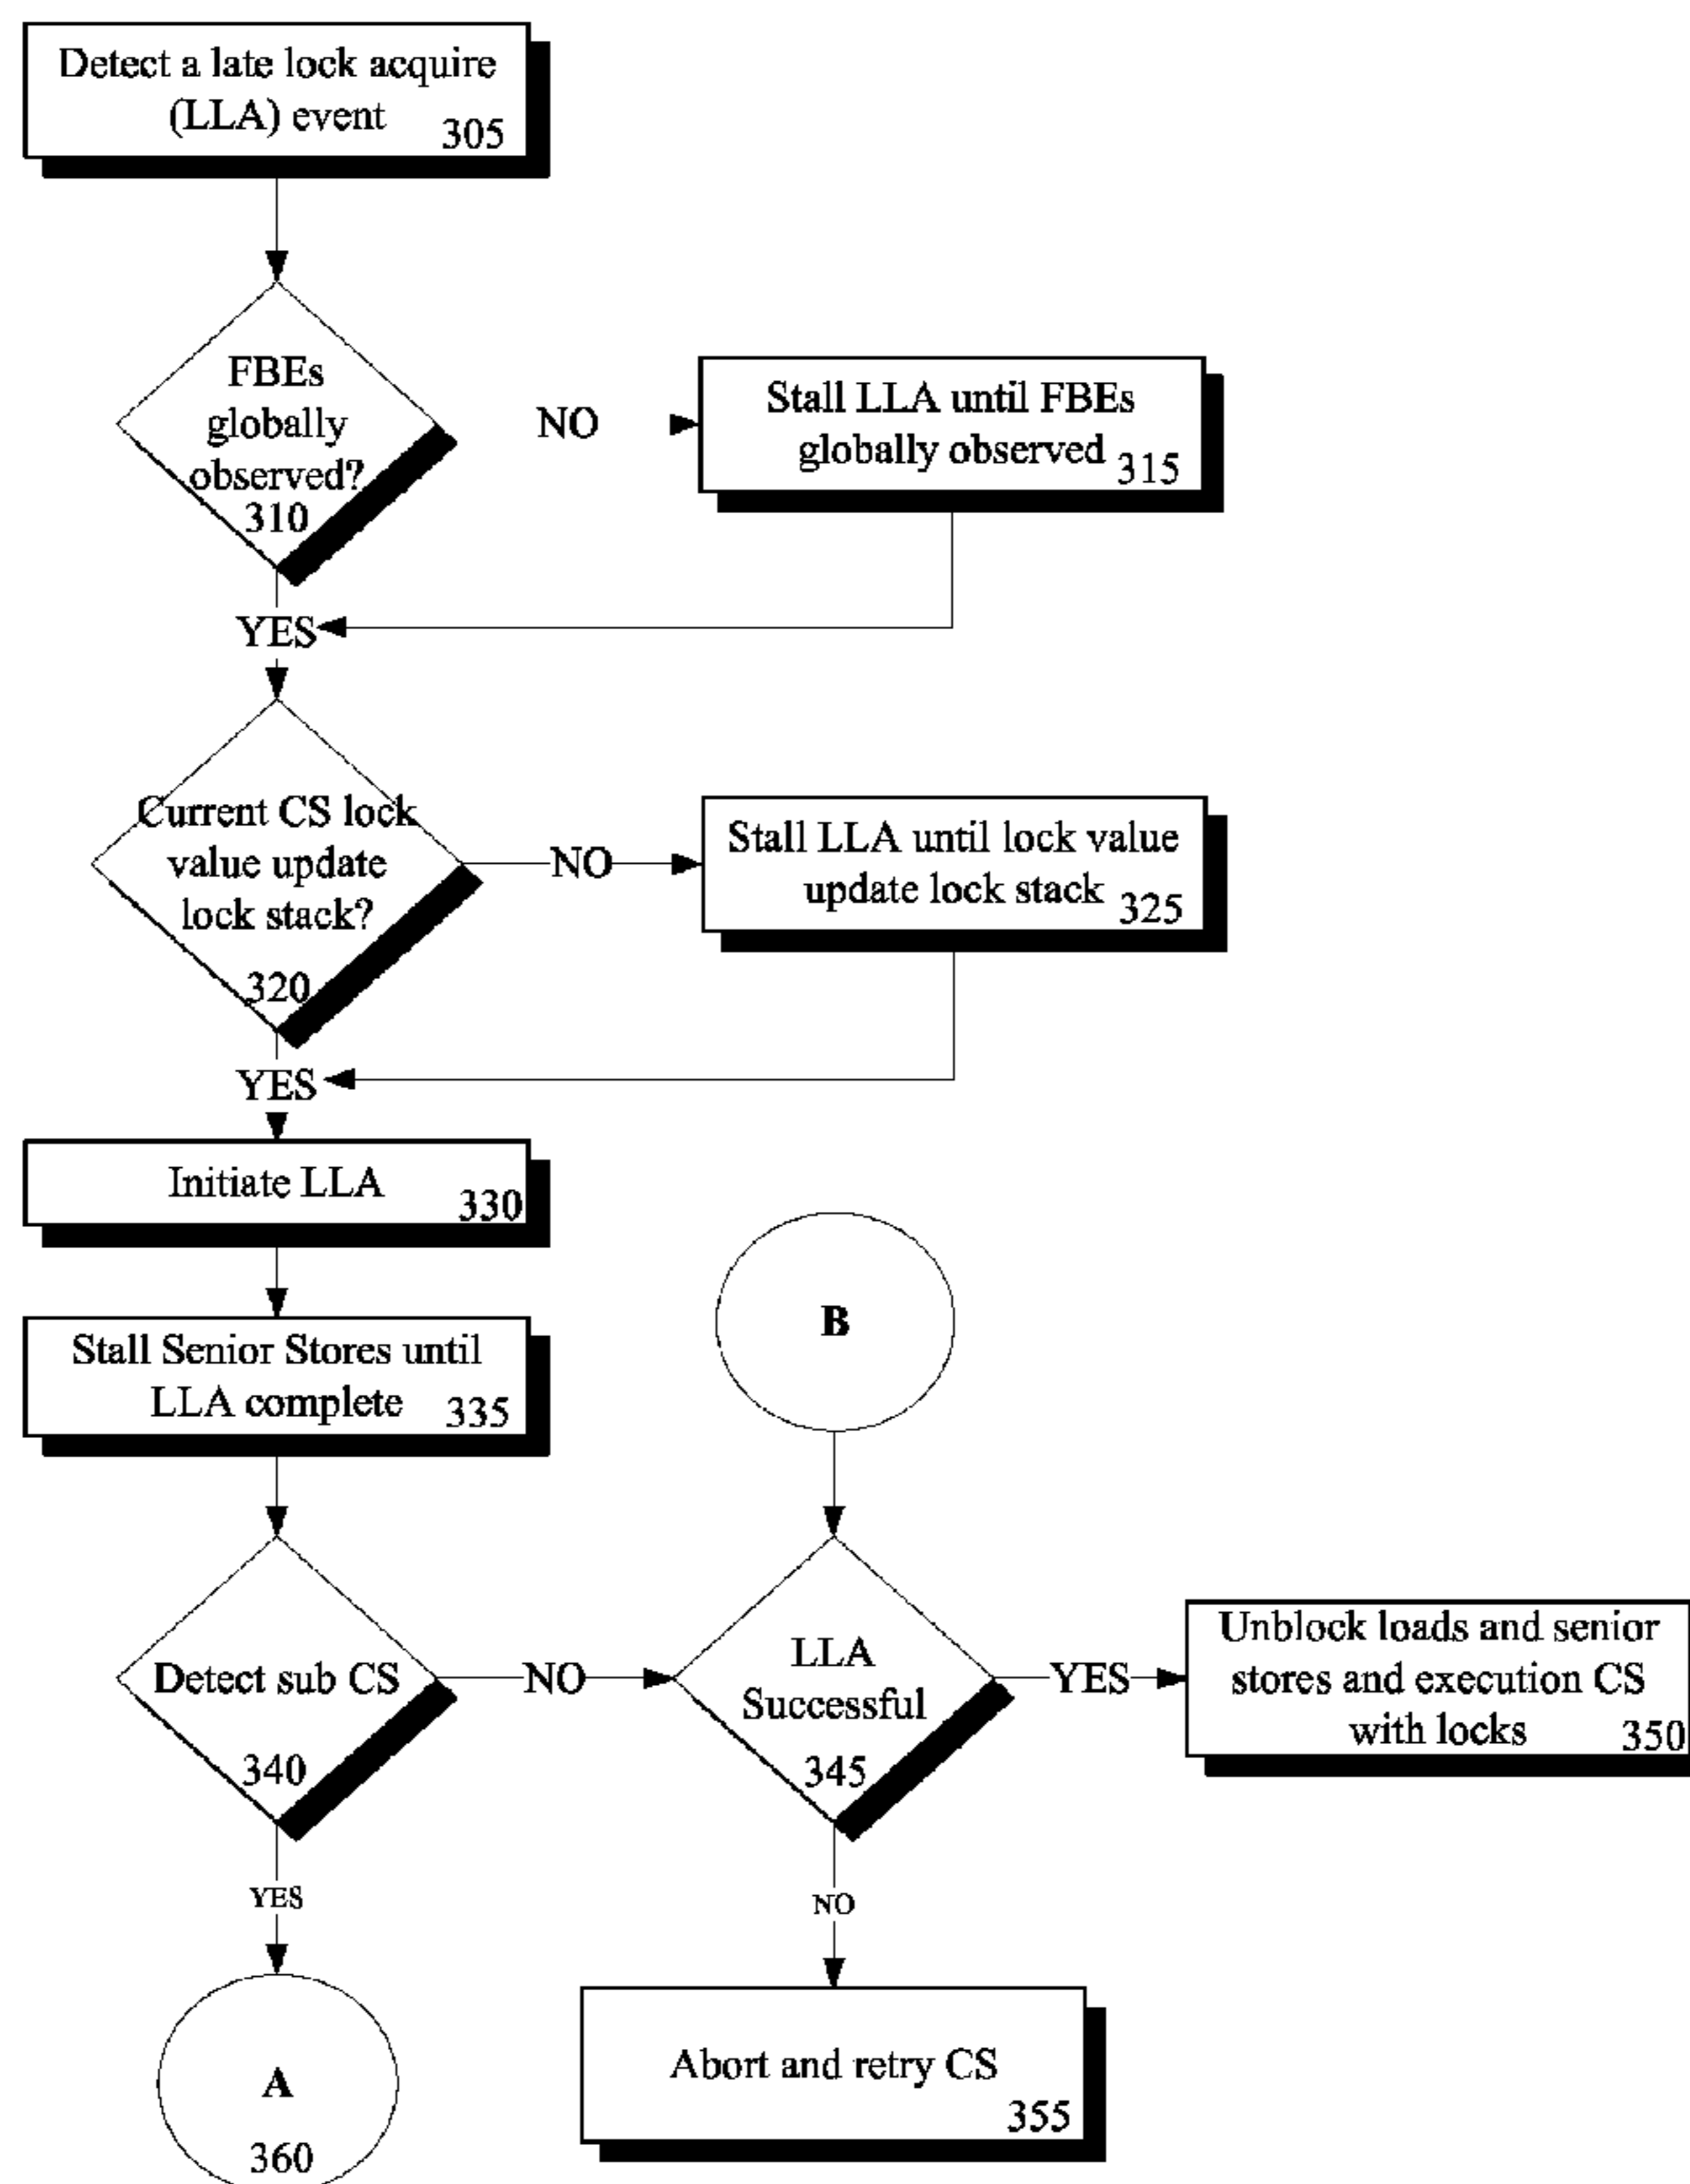 Detect a late lock acquire
(LLA) event
305
FBEs
globally
observed?
310
NO
Stall LLA until FBEs
globally observed
315
YES
Current CS lock
value update
lock stack?
320
NO
Stall LLA until lock value
update lock stack
325
YES
Initiate LLA
330
Stall Senior Stores until
LLA complete
335
B
Detect sub CS
340
NO
LLA
Successful
345
YES
Unblock loads and senior
stores and execution CS
with locks
350
YES
NO
A
360
Abort and retry CS
355